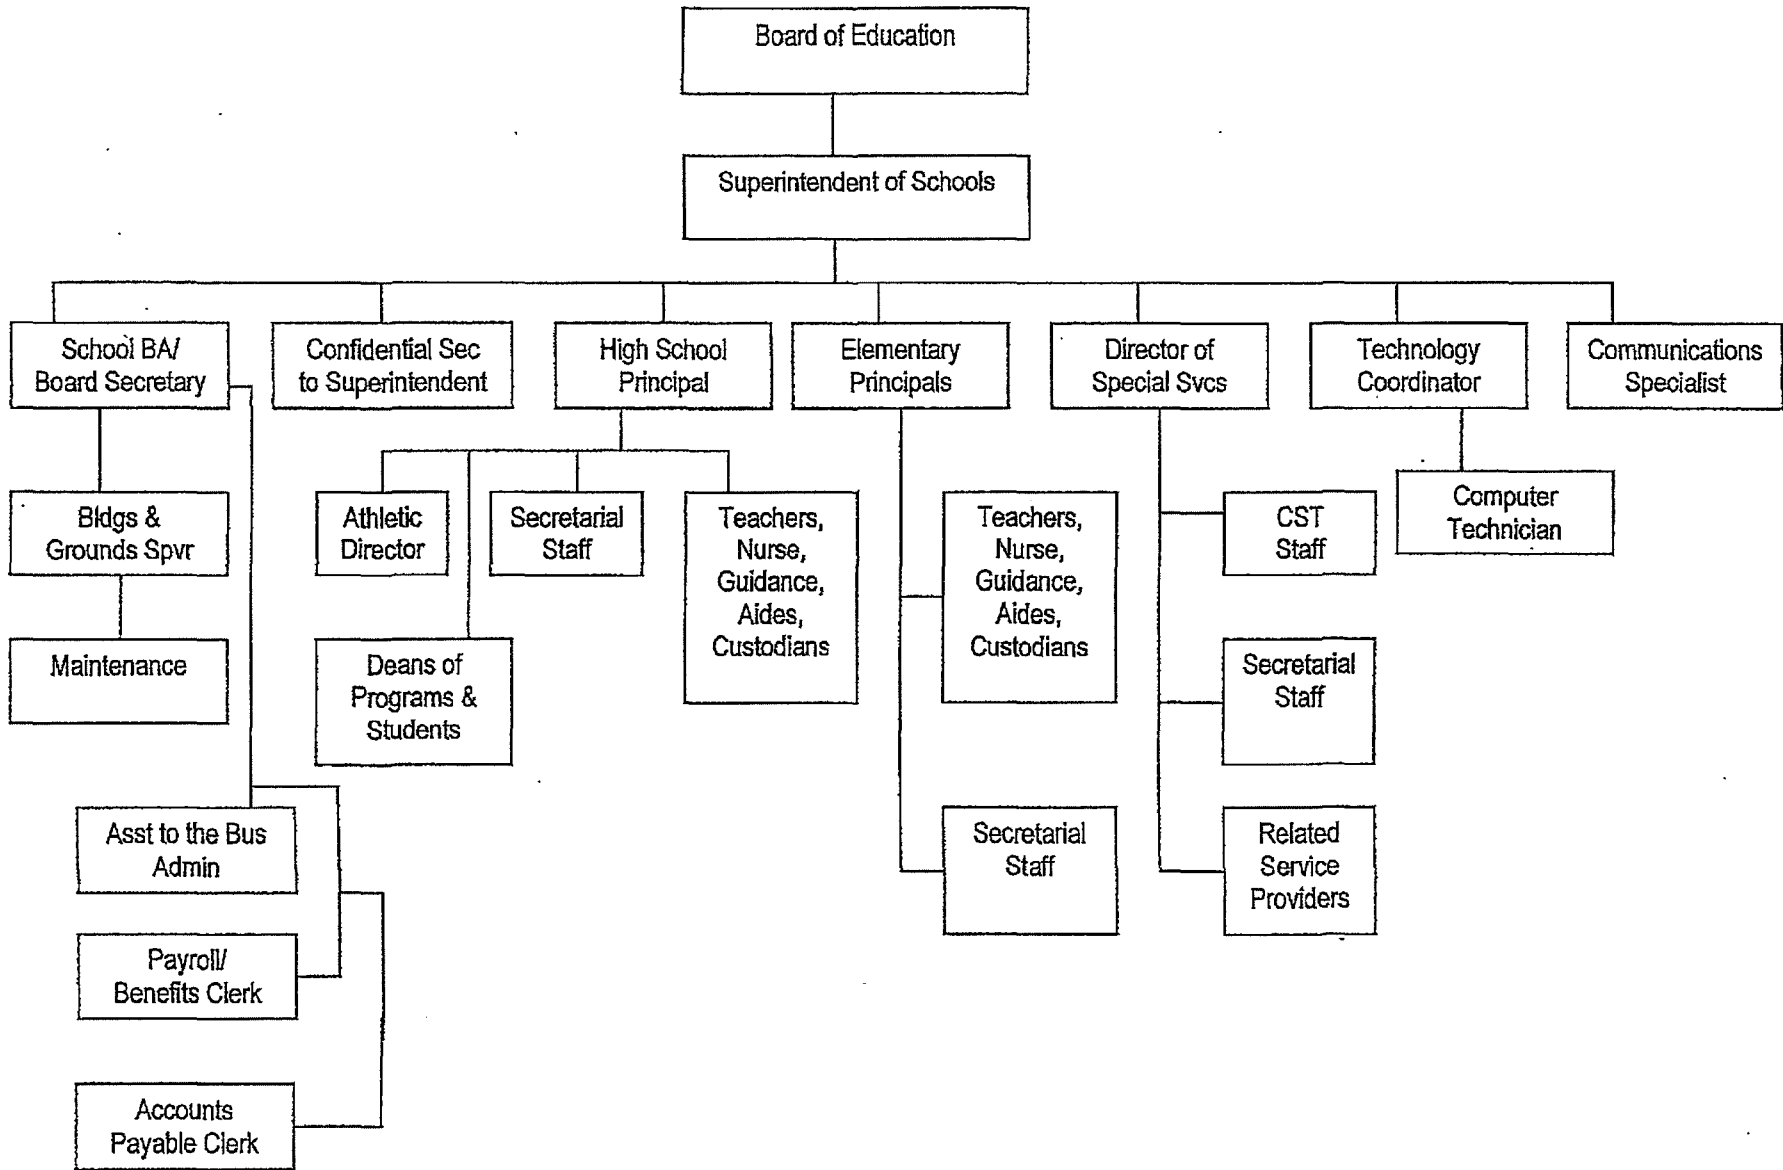 Board of Education
Superintendent of Schools
School BA/
Board Secretary
Confidential Sec
to Superintendent
High School
Principal
Elementary
Principals
Director of
Special Svcs
Technology
Coordinator
Communications
Specialist
Bldgs &
Grounds Spvr
Athletic
Director
Secretarial
Staff
Teachers,
Nurse,
Guidance,
Aides,
Custodians
Teachers,
Nurse,
Guidance,
Aides,
Custodians
CST
Staff
Computer
Technician
Maintenance
Deans of
Programs &
Students
Secretarial
Staff
Asst to the Bus
Admin
Secretarial
Staff
Related
Service
Providers
Payroll/
Benefits Clerk
Accounts
Payable Clerk